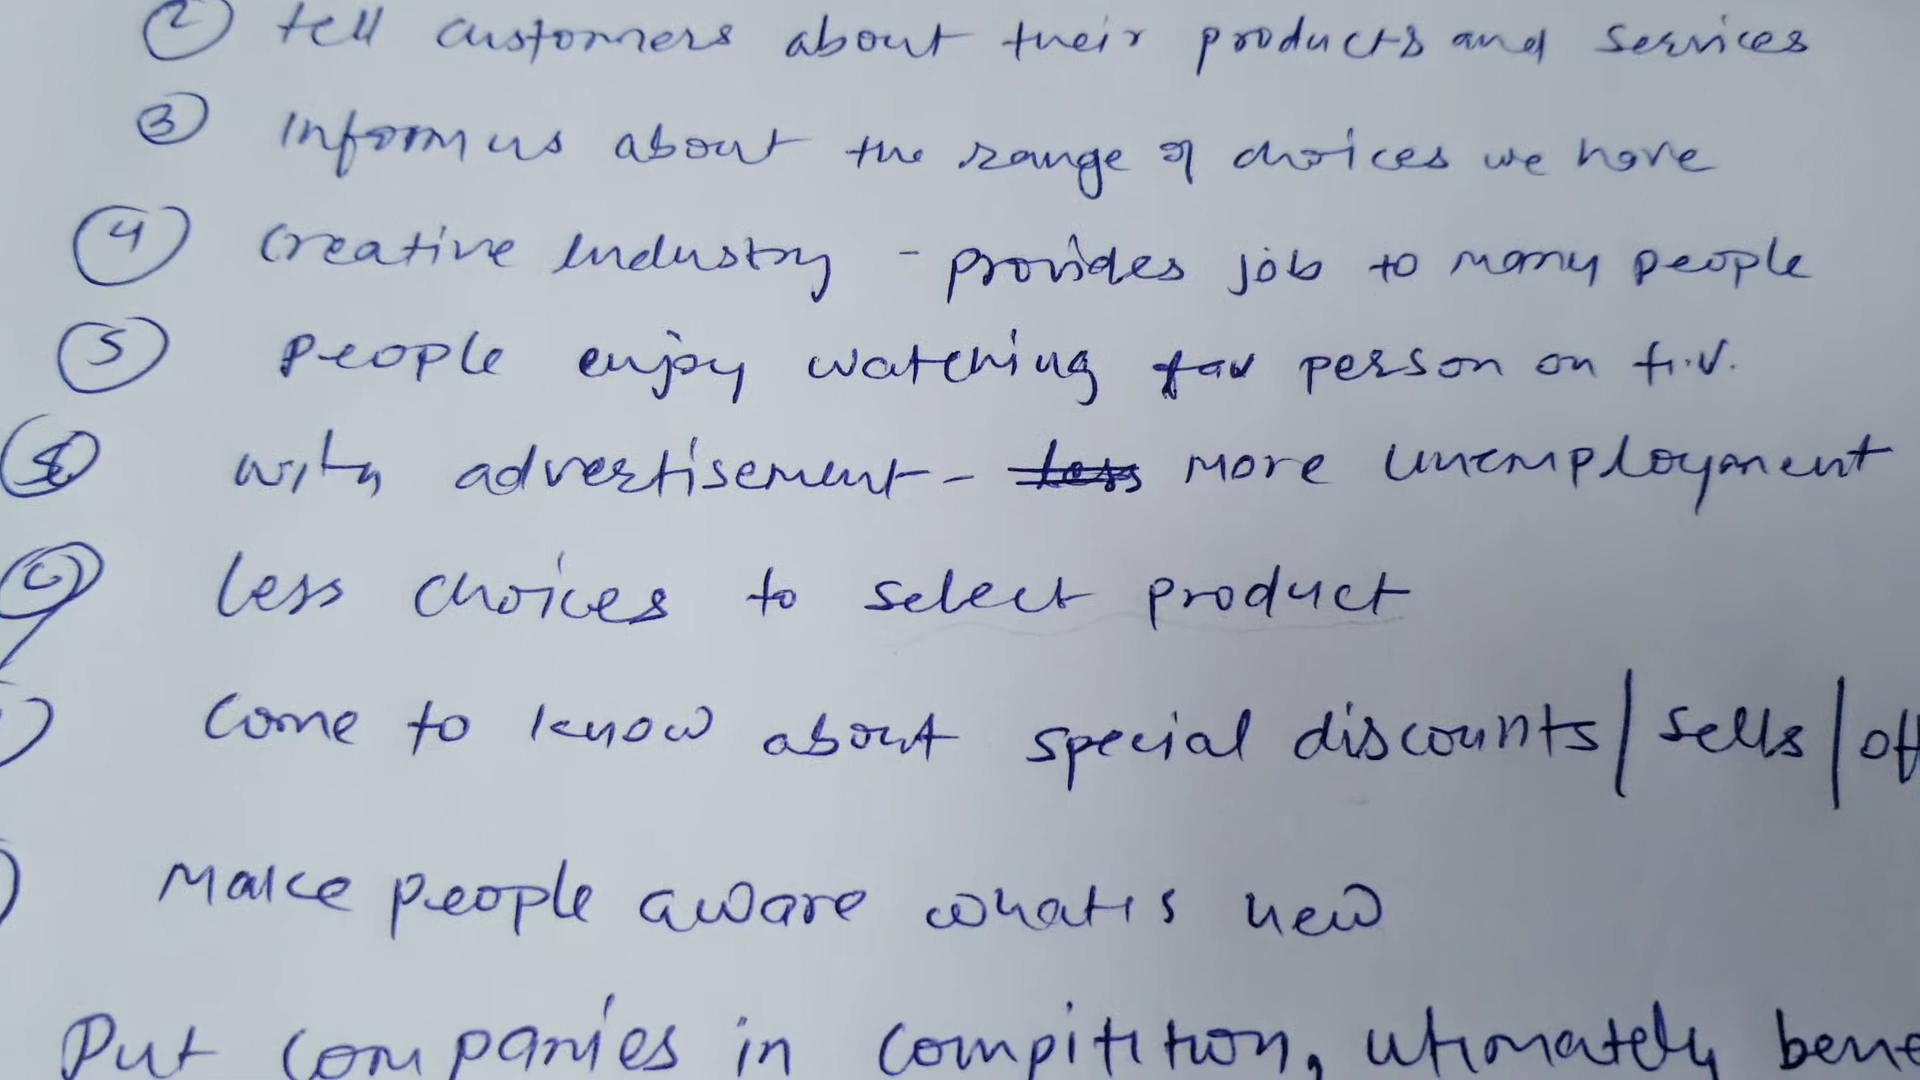 ② tell customers about their products and services
③ Inform us about the range of choices we have
④ Creative industry - provides job to many people
⑤ People enjoy watching fav person on t.v.
with advertisement - less More unemployment
⑥ less choices to select product
Come to know about special discounts/sells/off
Make people aware what is new
Put companies in compitition, utimately bene